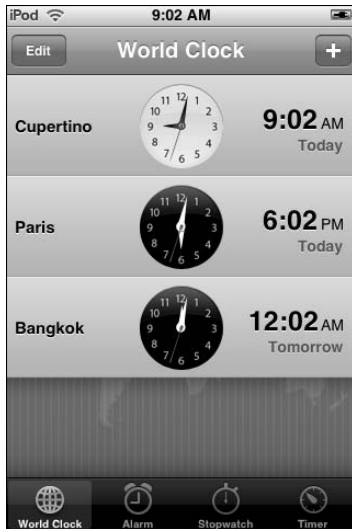 iPod 9:02 AM
Edit World Clock +
Cupertino 9:02 AM
Today
Paris 6:02 PM
Today
Bangkok 12:02 AM
Tomorrow
World Clock Alarm Stopwatch Timer